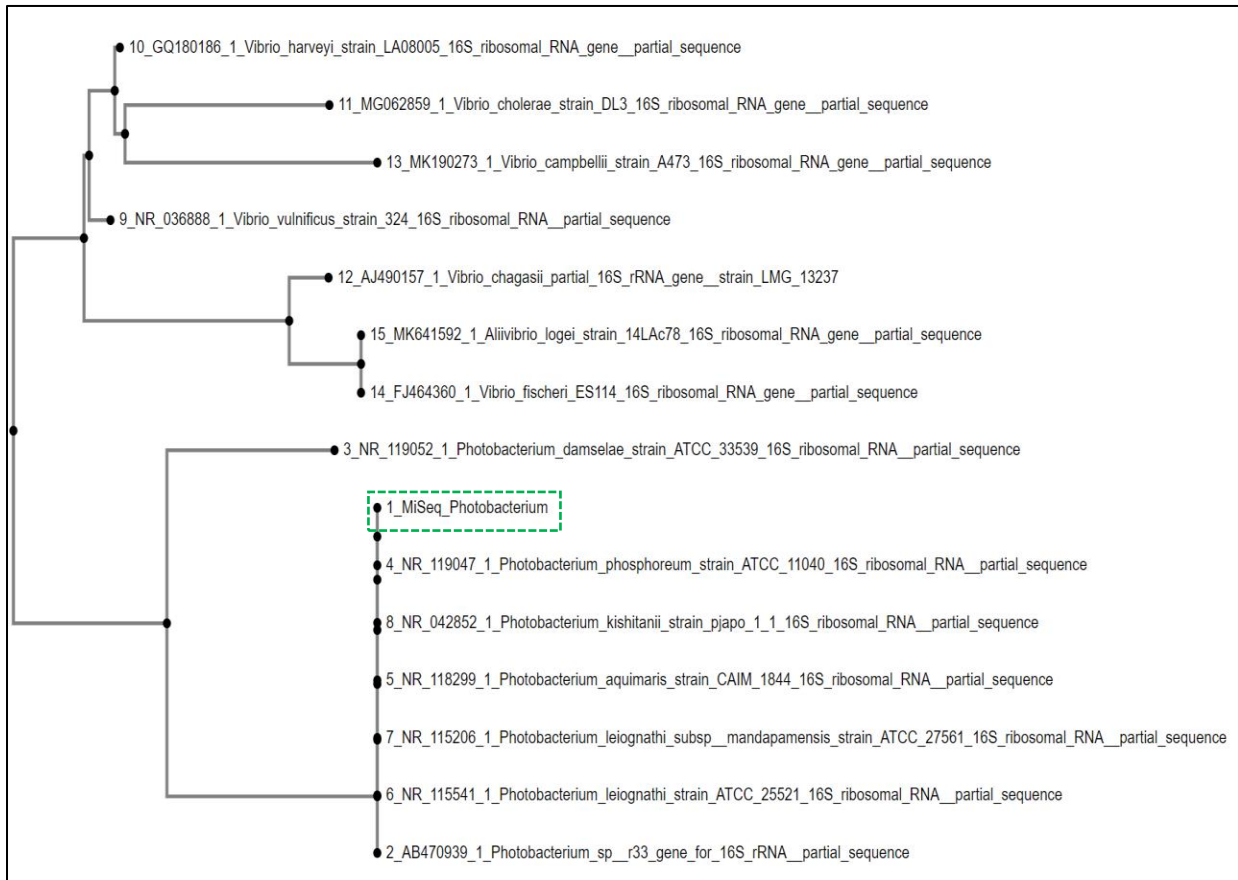 10_GQ180186_1_Vibrio_harveyi_strain_LA08005_16S_ribosomal_RNA_gene__partial_sequence
11_MG062859_1_Vibrio_cholerae_strain_DL3_16S_ribosomal_RNA_gene__partial_sequence
13_MK190273_1_Vibrio_campbellii_strain_A473_16S_ribosomal_RNA_gene__partial_sequence
9_NR_036888_1_Vibrio_vulnificus_strain_324_16S_ribosomal_RNA__partial_sequence
12_AJ490157_1_Vibrio_chagasii_partial_16S_rRNA_gene__strain_LMG_13237
15_MK641592_1_Aliivibrio_logei_strain_14LAc78_16S_ribosomal_RNA_gene__partial_sequence
14_FJ464360_1_Vibrio_fischeri_ES114_16S_ribosomal_RNA_gene__partial_sequence
3_NR_119052_1_Photobacterium_damselae_strain_ATCC_33539_16S_ribosomal_RNA__partial_sequence
1_MiSeq_Photobacterium
4_NR_119047_1_Photobacterium_phosphoreum_strain_ATCC_11040_16S_ribosomal_RNA__partial_sequence
8_NR_042852_1_Photobacterium_kishitanii_strain_pjapo_1_1_16S_ribosomal_RNA__partial_sequence
5_NR_118299_1_Photobacterium_aquimaris_strain_CAIM_1844_16S_ribosomal_RNA__partial_sequence
7_NR_115206_1_Photobacterium_leiognathi_subsp__mandapamensis_strain_ATCC_27561_16S_ribosomal_RNA__partial_sequence
6_NR_115541_1_Photobacterium_leiognathi_strain_ATCC_25521_16S_ribosomal_RNA__partial_sequence
2_AB470939_1_Photobacterium_sp__r33_gene_for_16S_rRNA__partial_sequence